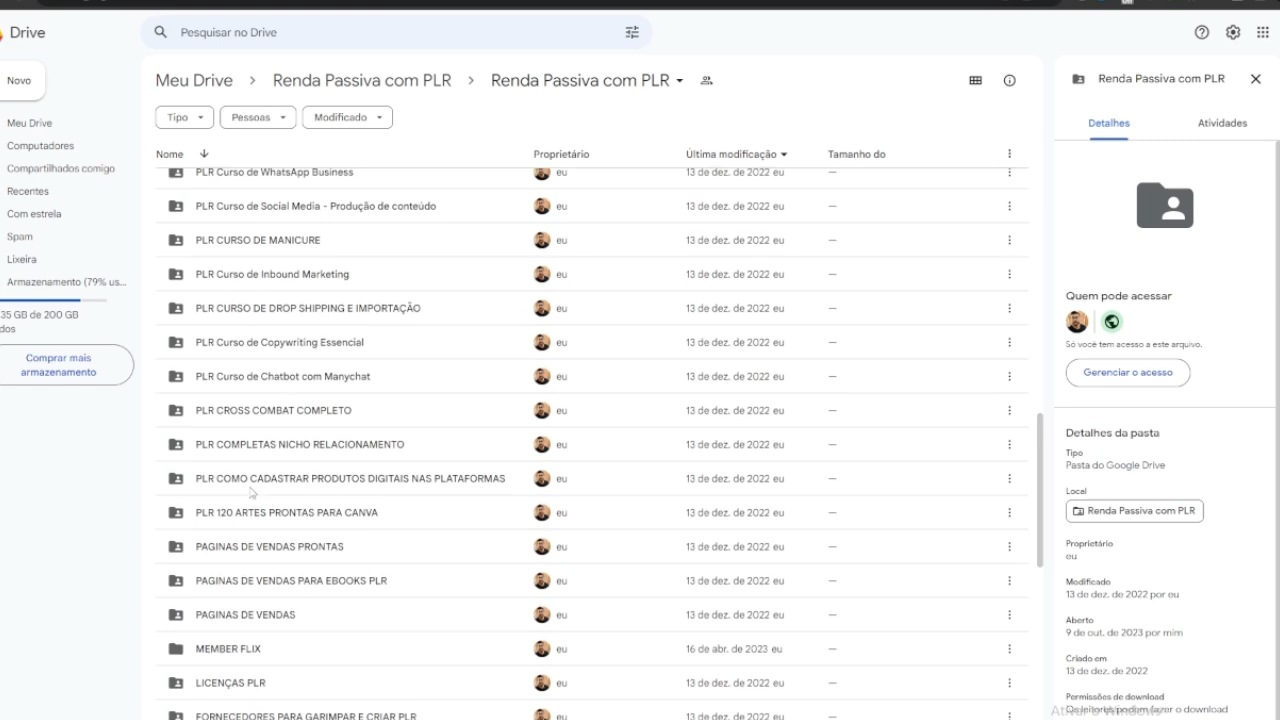 Drive
Pesquisar no Drive
Novo
Meu Drive
Computadores
Compartilhados comigo
Recentes
Com estrela
Spam
Lixeira
Armazenamento (79% us...
35 GB de 200 GB
dos
Comprar mais
armazenamento
Meu Drive > Renda Passiva com PLR > Renda Passiva com PLR
Tipo Pessoas Modificado
Nome Proprietário Última modificação Tamanho do
PLR Curso de WhatsApp Business eu 13 de dez. de 2022 eu —
PLR Curso de Social Media - Produção de conteúdo eu 13 de dez. de 2022 eu —
PLR CURSO DE MANICURE eu 13 de dez. de 2022 eu —
PLR Curso de Inbound Marketing eu 13 de dez. de 2022 eu —
PLR CURSO DE DROP SHIPPING E IMPORTAÇÃO eu 13 de dez. de 2022 eu —
PLR Curso de Copywriting Essencial eu 13 de dez. de 2022 eu —
PLR Curso de Chatbot com Manychat eu 13 de dez. de 2022 eu —
PLR CROSS COMBAT COMPLETO eu 13 de dez. de 2022 eu —
PLR COMPLETAS NICHO RELACIONAMENTO eu 13 de dez. de 2022 eu —
PLR COMO CADASTRAR PRODUTOS DIGITAIS NAS PLATAFORMAS eu 13 de dez. de 2022 eu —
PLR 120 ARTES PRONTAS PARA CANVA eu 13 de dez. de 2022 eu —
PAGINAS DE VENDAS PRONTAS eu 13 de dez. de 2022 eu —
PAGINAS DE VENDAS PARA EBOOKS PLR eu 13 de dez. de 2022 eu —
PAGINAS DE VENDAS eu 13 de dez. de 2022 eu —
MEMBER FLIX eu 16 de abr. de 2023 eu —
LICENÇAS PLR eu 13 de dez. de 2022 eu —
FORNECEDORES PARA GARIMPAR E CRIAR PLR eu 13 de dez. de 2022 eu —
Renda Passiva com PLR
Detalhes Atividades
Quem pode acessar
Só você tem acesso a este arquivo.
Gerenciar o acesso
Detalhes da pasta
Tipo
Pasta do Google Drive
Local
Renda Passiva com PLR
Proprietário
eu
Modificado
13 de dez. de 2022 por eu
Aberto
9 de out. de 2023 por mim
Criado em
13 de dez. de 2022
Permissões de download
Os leitores podem fazer o download